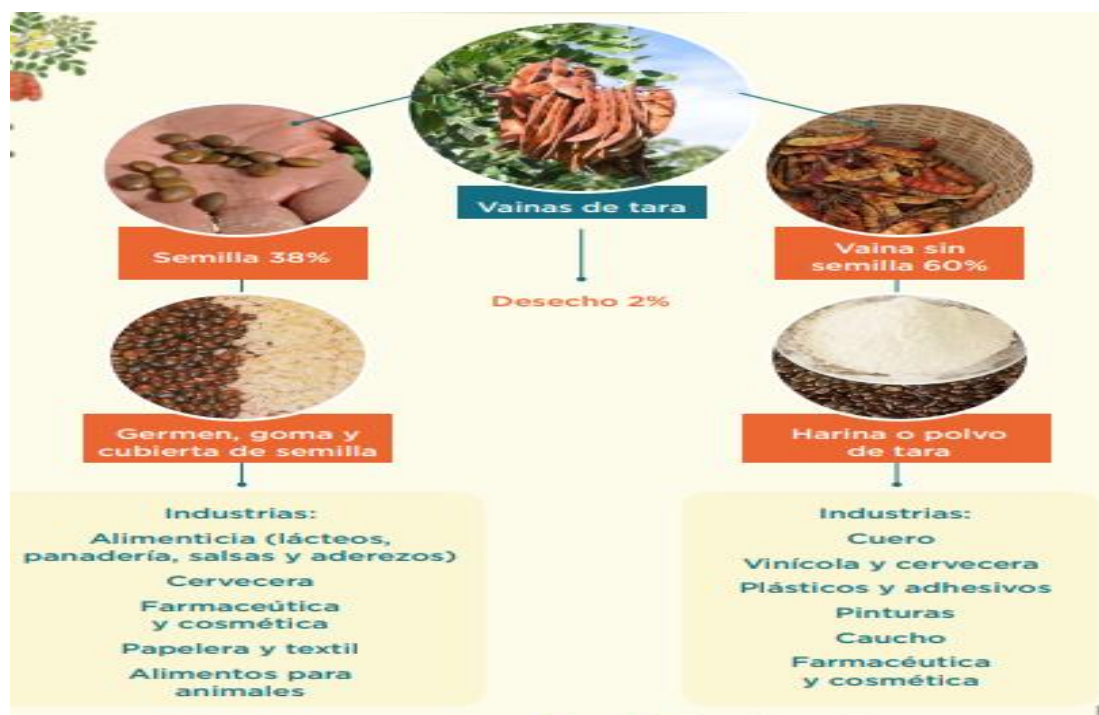 Vainas de tara
Semilla 38%
Vaina sin
semilla 60%
Desecho 2%
Germen, goma y
cubierta de semilla
Harina o polvo
de tara
Industrias:
Alimenticia (lácteos,
panadería, salsas y aderezos)
Cervecera
Farmaceútica
y cosmética
Papelera y textil
Alimentos para
animales
Industrias:
Cuero
Vinícola y cervecera
Plásticos y adhesivos
Pinturas
Caucho
Farmacéutica
y cosmética